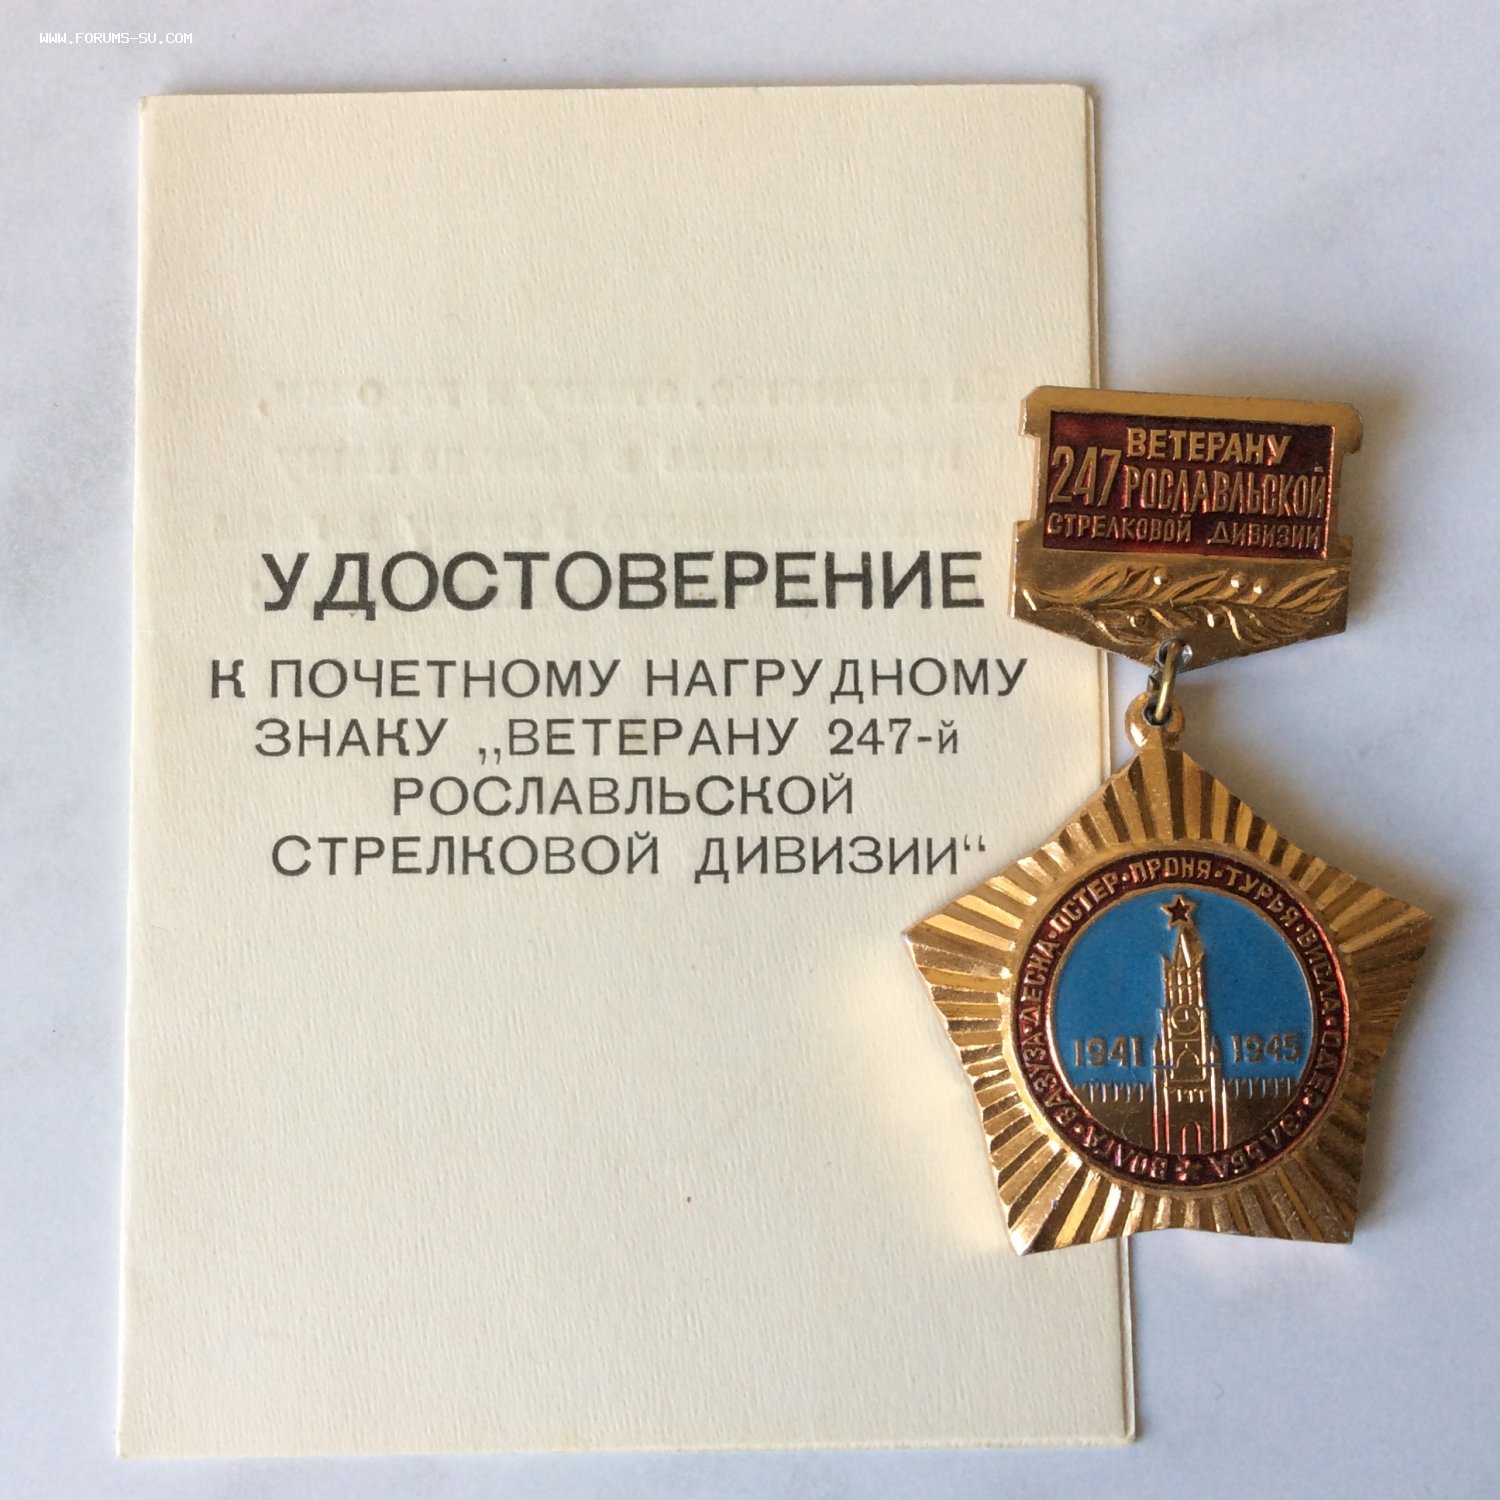 WWW.FORUMS-SU.COM
УДОСТОВЕРЕНИЕ
К ПОЧЕТНОМУ НАГРУДНОМУ
ЗНАКУ „ВЕТЕРАНУ 247-й
РОСЛАВЛЬСКОЙ
СТРЕЛКОВОЙ ДИВИЗИИ“
ВЕТЕРАНУ
247 РОСЛАВЛЬСКОЙ
СТРЕЛКОВОЙ ДИВИЗИИ
ВОЛГА·ВАЗУЗА·ДЕСНА·ОСТЕР·ПРОНЯ·ТУРЬЯ·ВИСЛА·ОДЕР·ЭЛЬБА
1941 1945